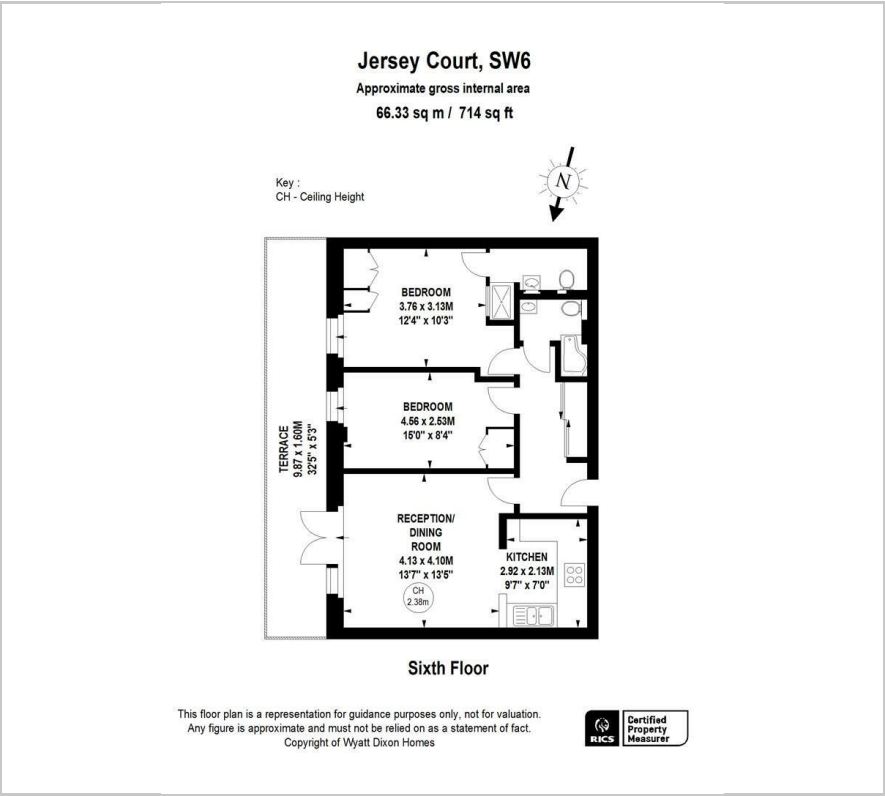 Jersey Court, SW6
Approximate gross internal area
66.33 sq m / 714 sq ft
Key :
CH - Ceiling Height
N
BEDROOM
3.76 x 3.13M
12'4" x 10'3"
BEDROOM
4.56 x 2.53M
15'0" x 8'4"
TERRACE
9.87 x 1.60M
32'5" x 5'3"
RECEPTION/
DINING
ROOM
4.13 x 4.10M
13'7" x 13'5"
CH
2.38m
KITCHEN
2.92 x 2.13M
9'7" x 7'0"
Sixth Floor
This floor plan is a representation for guidance purposes only, not for valuation.
Any figure is approximate and must not be relied on as a statement of fact.
Copyright of Wyatt Dixon Homes
RICS
Certified
Property
Measurer